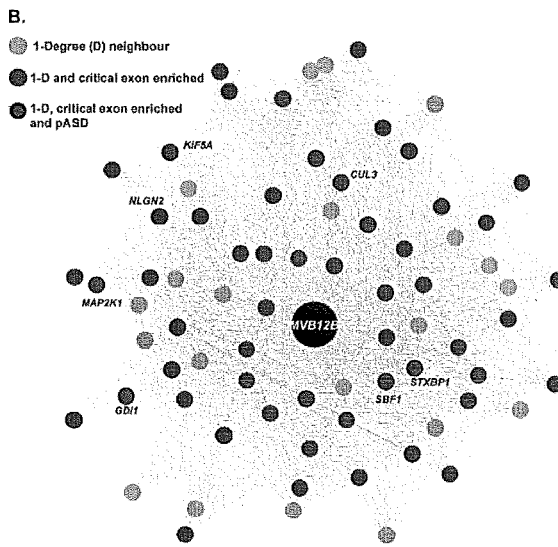 B.
1-Degree (D) neighbour
1-D and critical exon enriched
1-D, critical exon enriched
and pASD
KIF5A
CUL3
NLGN2
MAP2K1
MVB12B
STXBP1
SBF1
GDI1